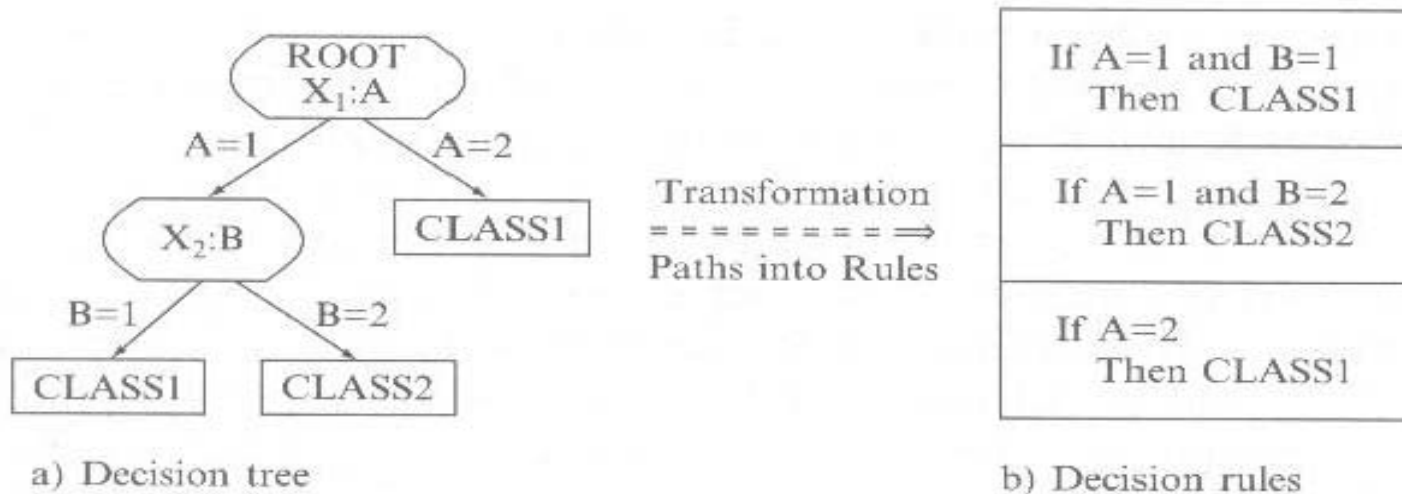 ROOT
X₁:A
A=1
A=2
X₂:B
CLASS1
B=1
B=2
CLASS1
CLASS2
a) Decision tree
Transformation
= = = = = = = = ⇒
Paths into Rules
If A=1 and B=1
Then CLASS1
If A=1 and B=2
Then CLASS2
If A=2
Then CLASS1
b) Decision rules